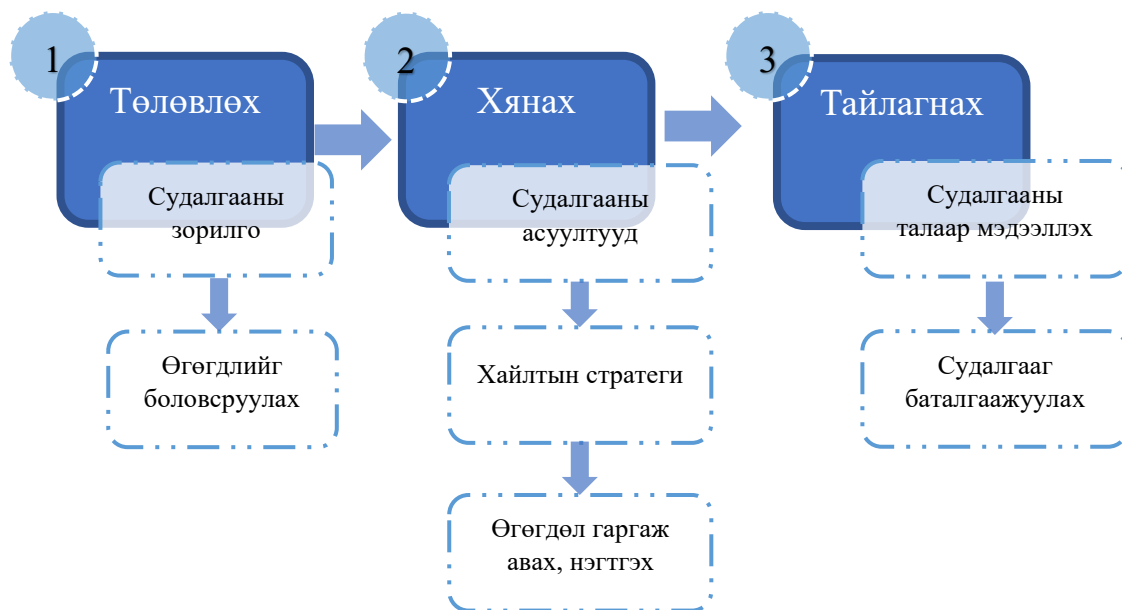 1
Төлөвлөх
Судалгааны
зорилго
Өгөгдлийг
боловсруулах
2
Хянах
Судалгааны
асуултууд
Хайлтын стратеги
Өгөгдөл гаргаж
авах, нэгтгэх
3
Тайлагнах
Судалгааны
талаар мэдээллэх
Судалгааг
баталгаажуулах